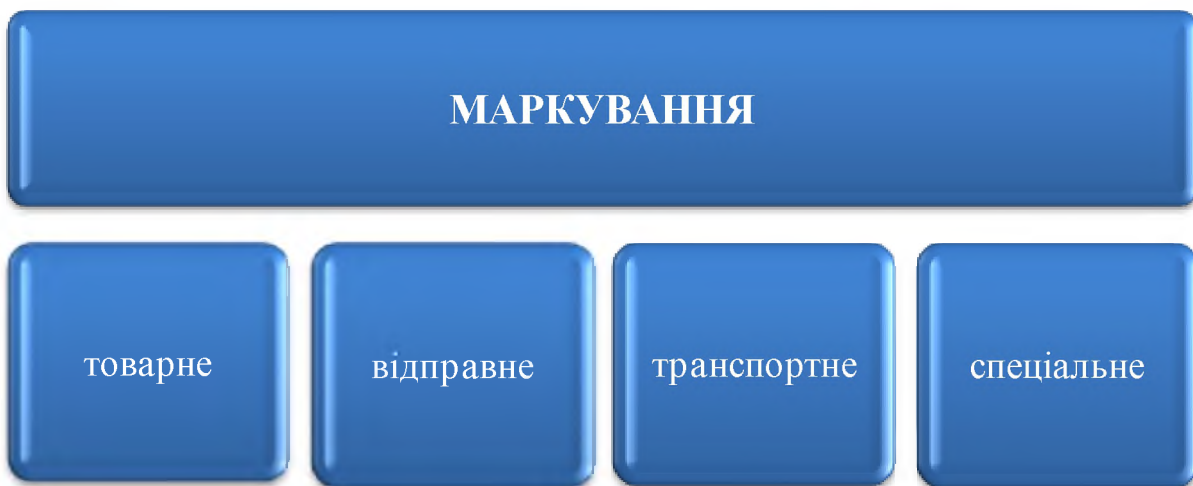 МАРКУВАННЯ
товарне
відправне
транспортне
спеціальне